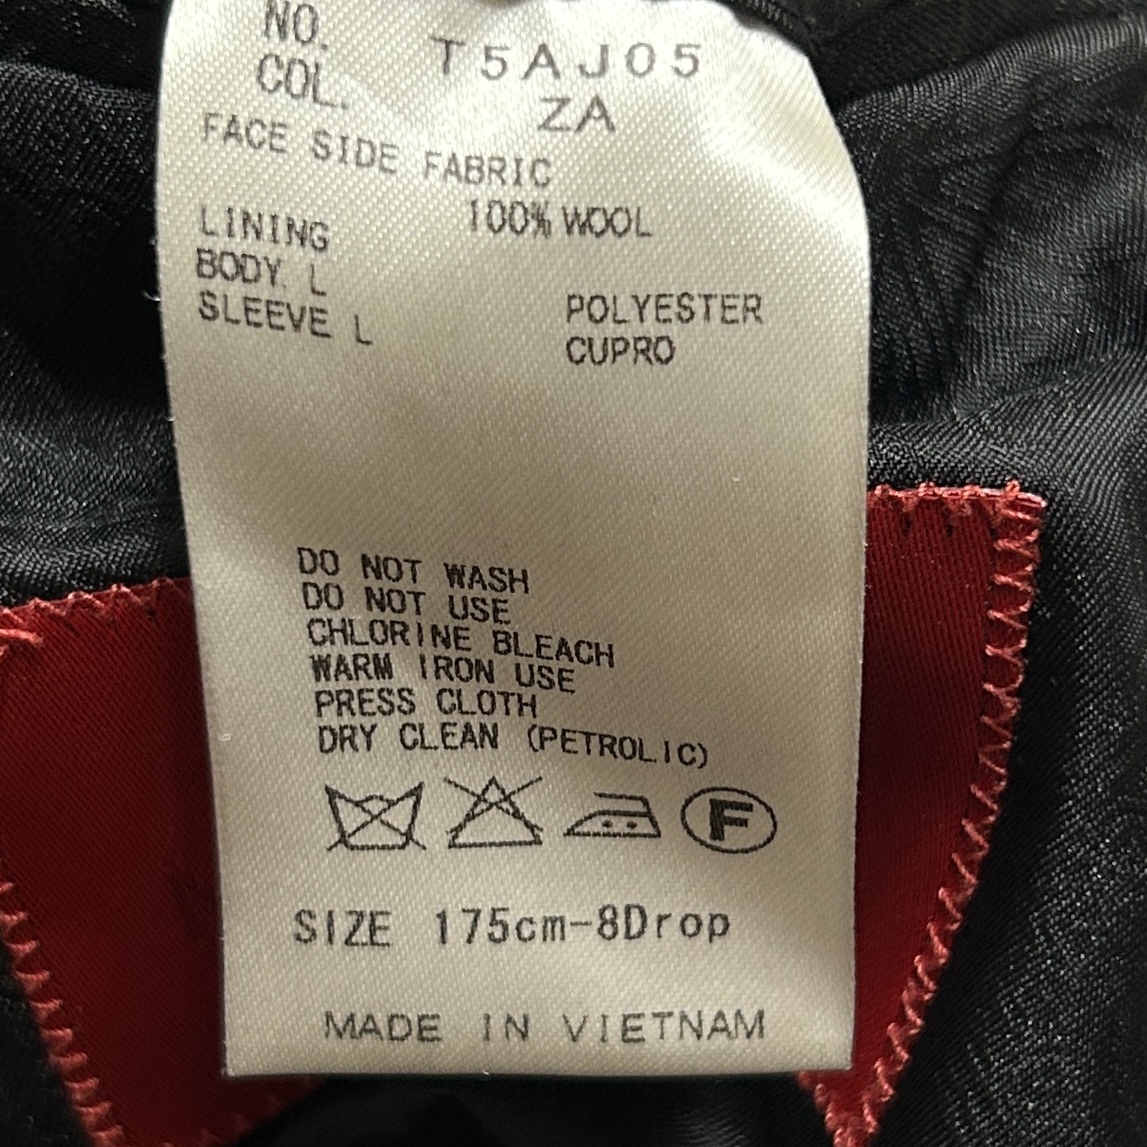 NO. T5AJ05
COL. ZA
FACE SIDE FABRIC
100% WOOL
LINING
BODY L POLYESTER
SLEEVE L CUPRO
DO NOT WASH
DO NOT USE
CHLORINE BLEACH
WARM IRON USE
PRESS CLOTH
DRY CLEAN (PETROLIC)
F
SIZE 175cm-8Drop
MADE IN VIETNAM